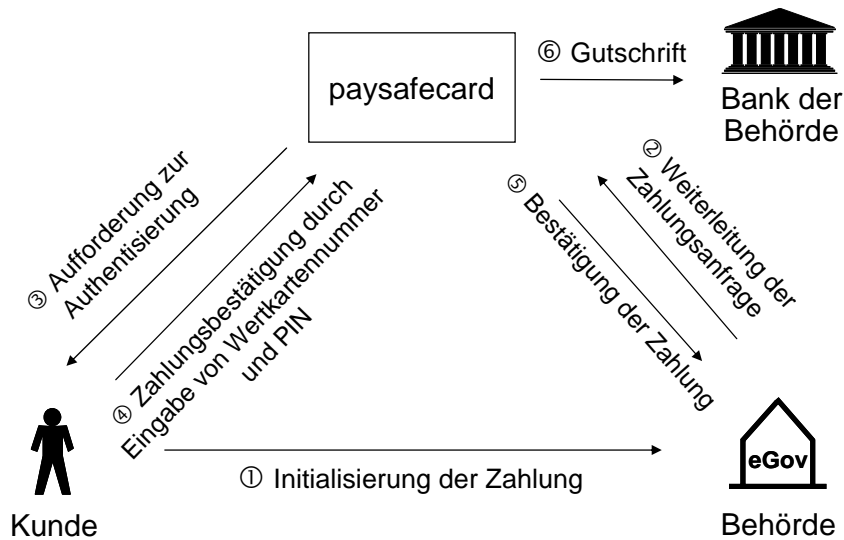 paysafecard
⑥ Gutschrift
Bank der
Behörde
③ Aufforderung zur
Authentisierung
④ Zahlungsbestätigung durch
Eingabe von Wertkartennummer
und PIN
⑤ Bestätigung der Zahlung
② Weiterleitung der
Zahlungsanfrage
① Initialisierung der Zahlung
eGov
Kunde
Behörde